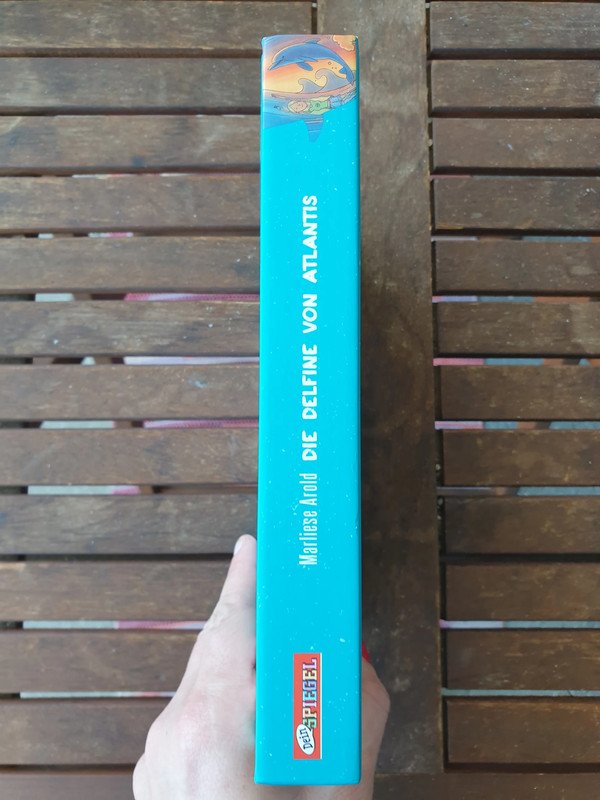 Marliese Arold DIE DELFINE VON ATLANTIS
Dein SPIEGEL